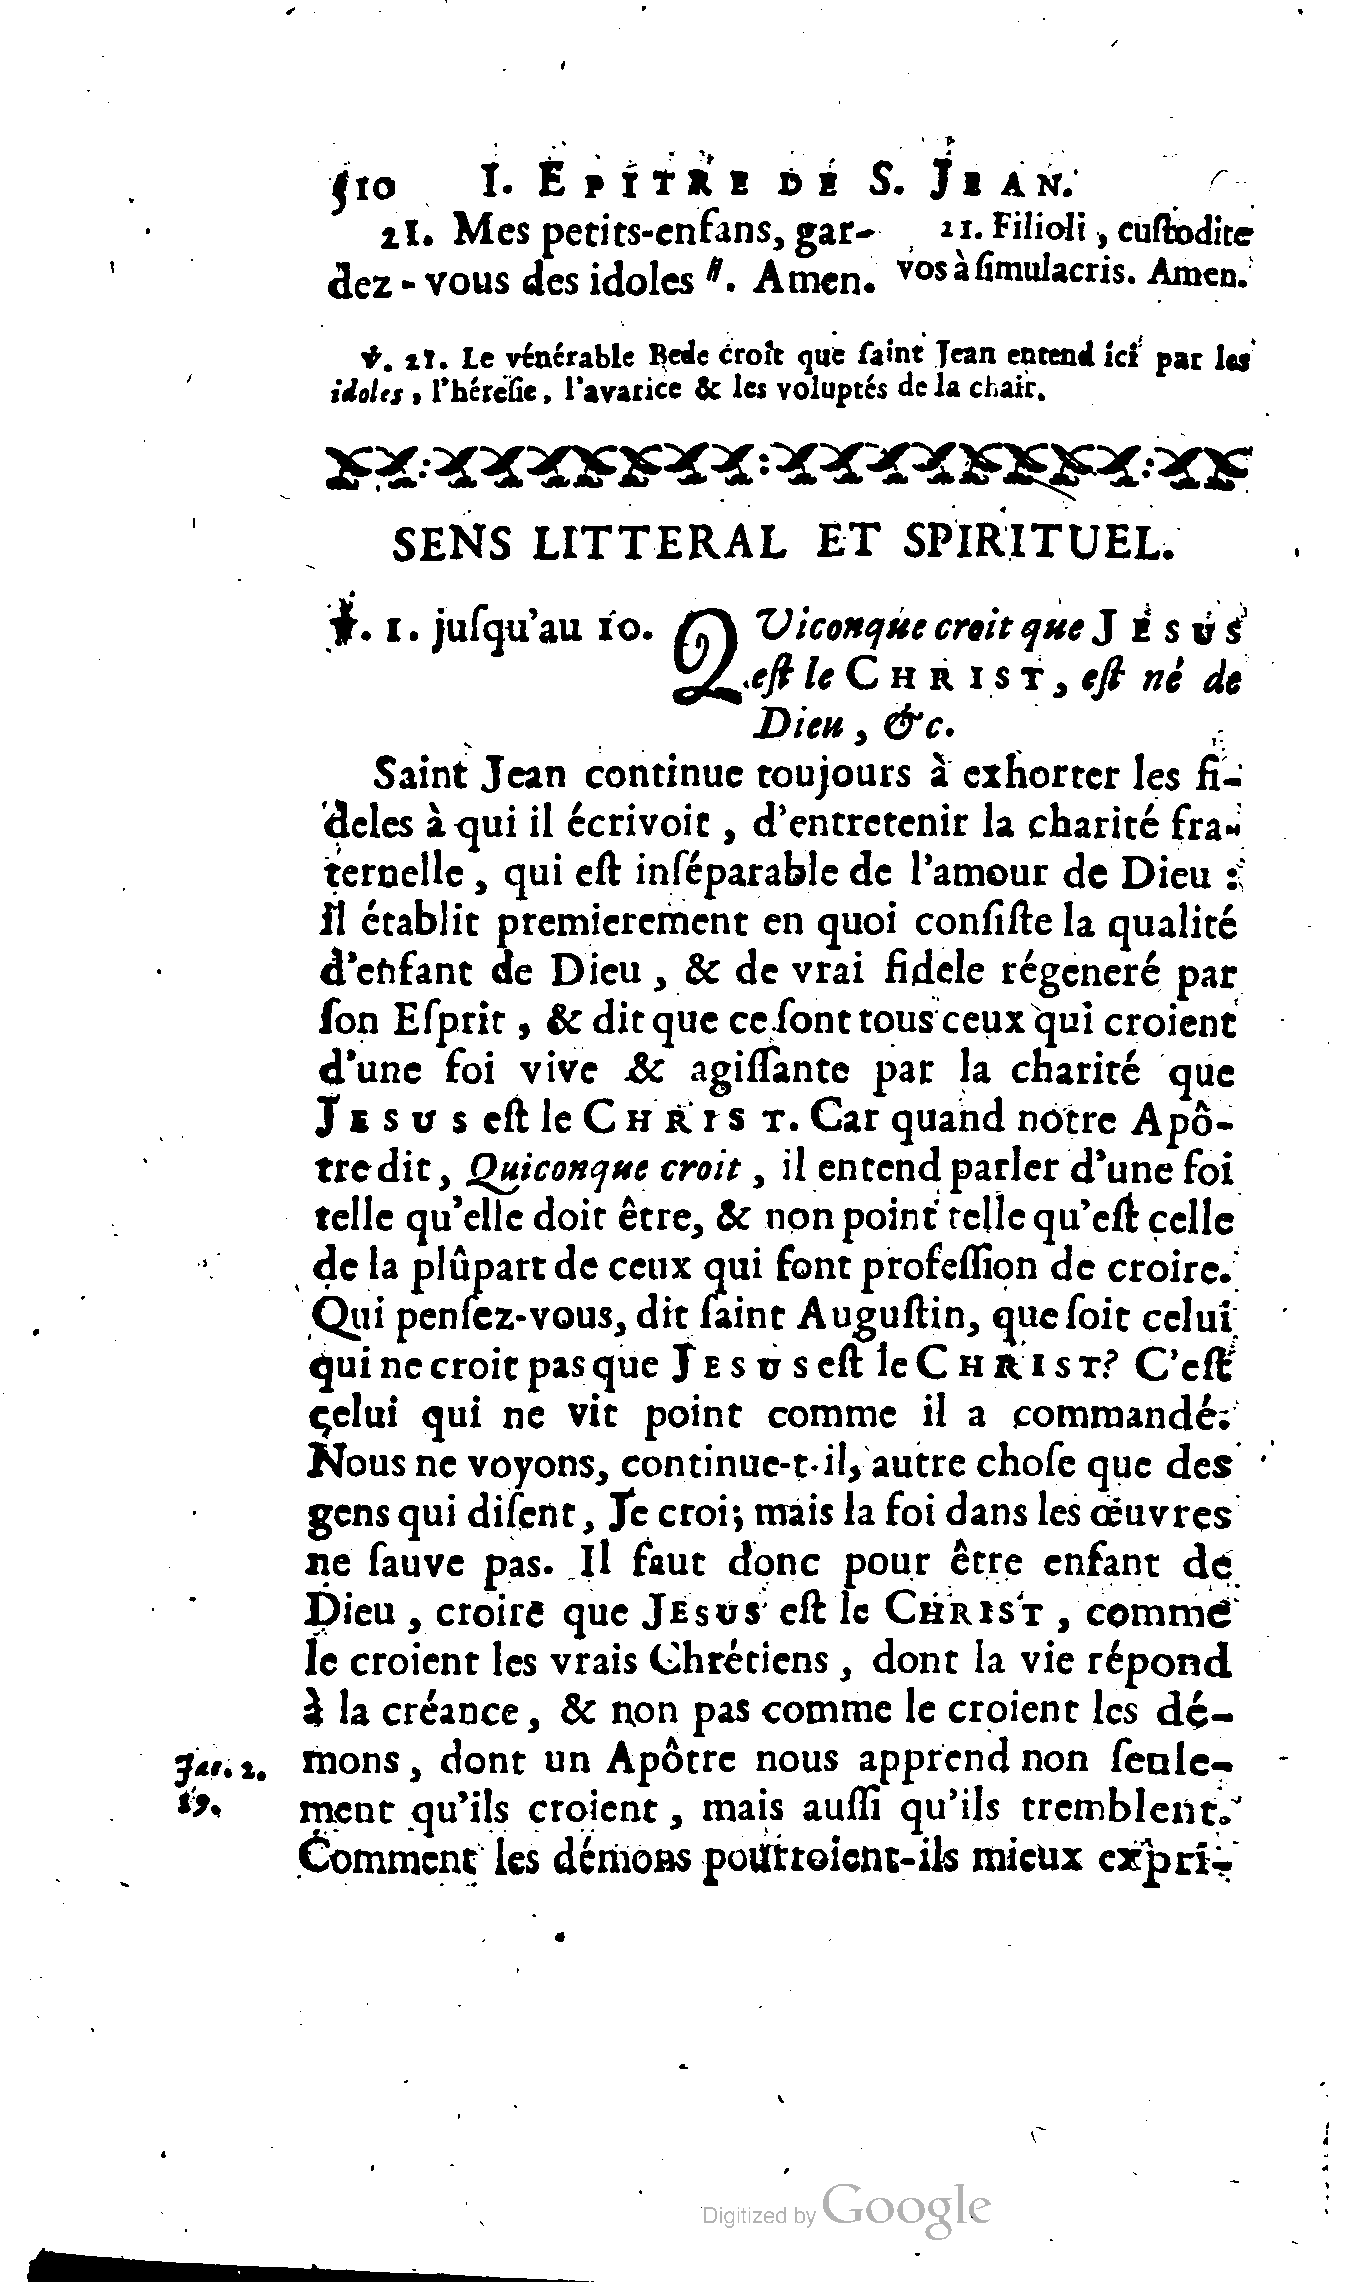 510 I. EPITRE DE S. JEAN.
21. Mes petits-enfans, gar-
dez-vous des idoles ". Amen.
21. Filioli, cuſtodite
vos à ſimulacris. Amen.
℣. 21. Le vénérable Bede croît que ſaint Jean entend ici par les
idoles, l'héreſie, l'avarice & les voluptés de la chair.
SENS LITTERAL ET SPIRITUEL.
℣. 1. juſqu'au 10. QUiconque croit que JESUS
eſt le CHRIST, eſt né de
Dieu, &c.
Saint Jean continue toujours à exhorter les fi-
deles à qui il écrivoit, d'entretenir la charité fra-
ternelle, qui eſt inſéparable de l'amour de Dieu :
Il établit premierement en quoi conſiſte la qualité
d'enfant de Dieu, & de vrai fidele régeneré par
ſon Eſprit, & dit que ce ſont tous ceux qui croient
d'une foi vive & agiſſante par la charité que
JESUS eſt le CHRIST. Car quand notre Apô-
tre dit, Quiconque croit, il entend parler d'une foi
telle qu'elle doit être, & non point telle qu'eſt celle
de la plûpart de ceux qui font profeſſion de croire.
Qui penſez-vous, dit ſaint Auguſtin, que ſoit celui
qui ne croit pas que JESUS eſt le CHRIST? C'eſt
celui qui ne vit point comme il a commandé.
Nous ne voyons, continue-t-il, autre choſe que des
gens qui diſent, Je croi; mais la foi dans les œuvres
ne ſauve pas. Il faut donc pour être enfant de
Dieu, croire que JESUS eſt le CHRIST, comme
le croient les vrais Chrétiens, dont la vie répond
à la créance, & non pas comme le croient les dé-
Jac. 2. mons, dont un Apôtre nous apprend non ſeule-
19. ment qu'ils croient, mais auſſi qu'ils tremblent.
Comment les démons pourroient-ils mieux expri-
Digitized by Google